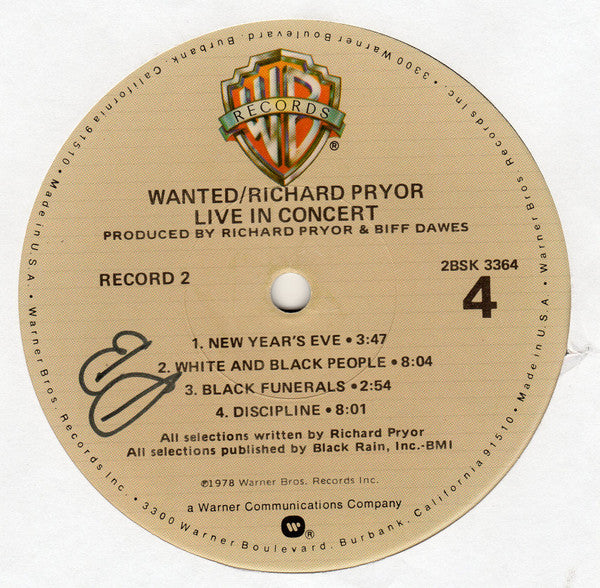 3300 Warner Boulevard, Burbank, California 91510 • Made in U.S.A. • Warner Bros. Records Inc. • 3300 Warner Boulevard, Burbank, California 91510 • Made in U.S.A. • Warner Bros. Records Inc. •
WB
RECORDS
®
WANTED/RICHARD PRYOR
LIVE IN CONCERT
PRODUCED BY RICHARD PRYOR & BIFF DAWES
RECORD 2
2BSK 3364
4
1. NEW YEAR'S EVE • 3:47
2. WHITE AND BLACK PEOPLE • 8:04
3. BLACK FUNERALS • 2:54
4. DISCIPLINE • 8:01
All selections written by Richard Pryor
All selections published by Black Rain, Inc.-BMI
℗1978 Warner Bros. Records Inc.
a Warner Communications Company
W®